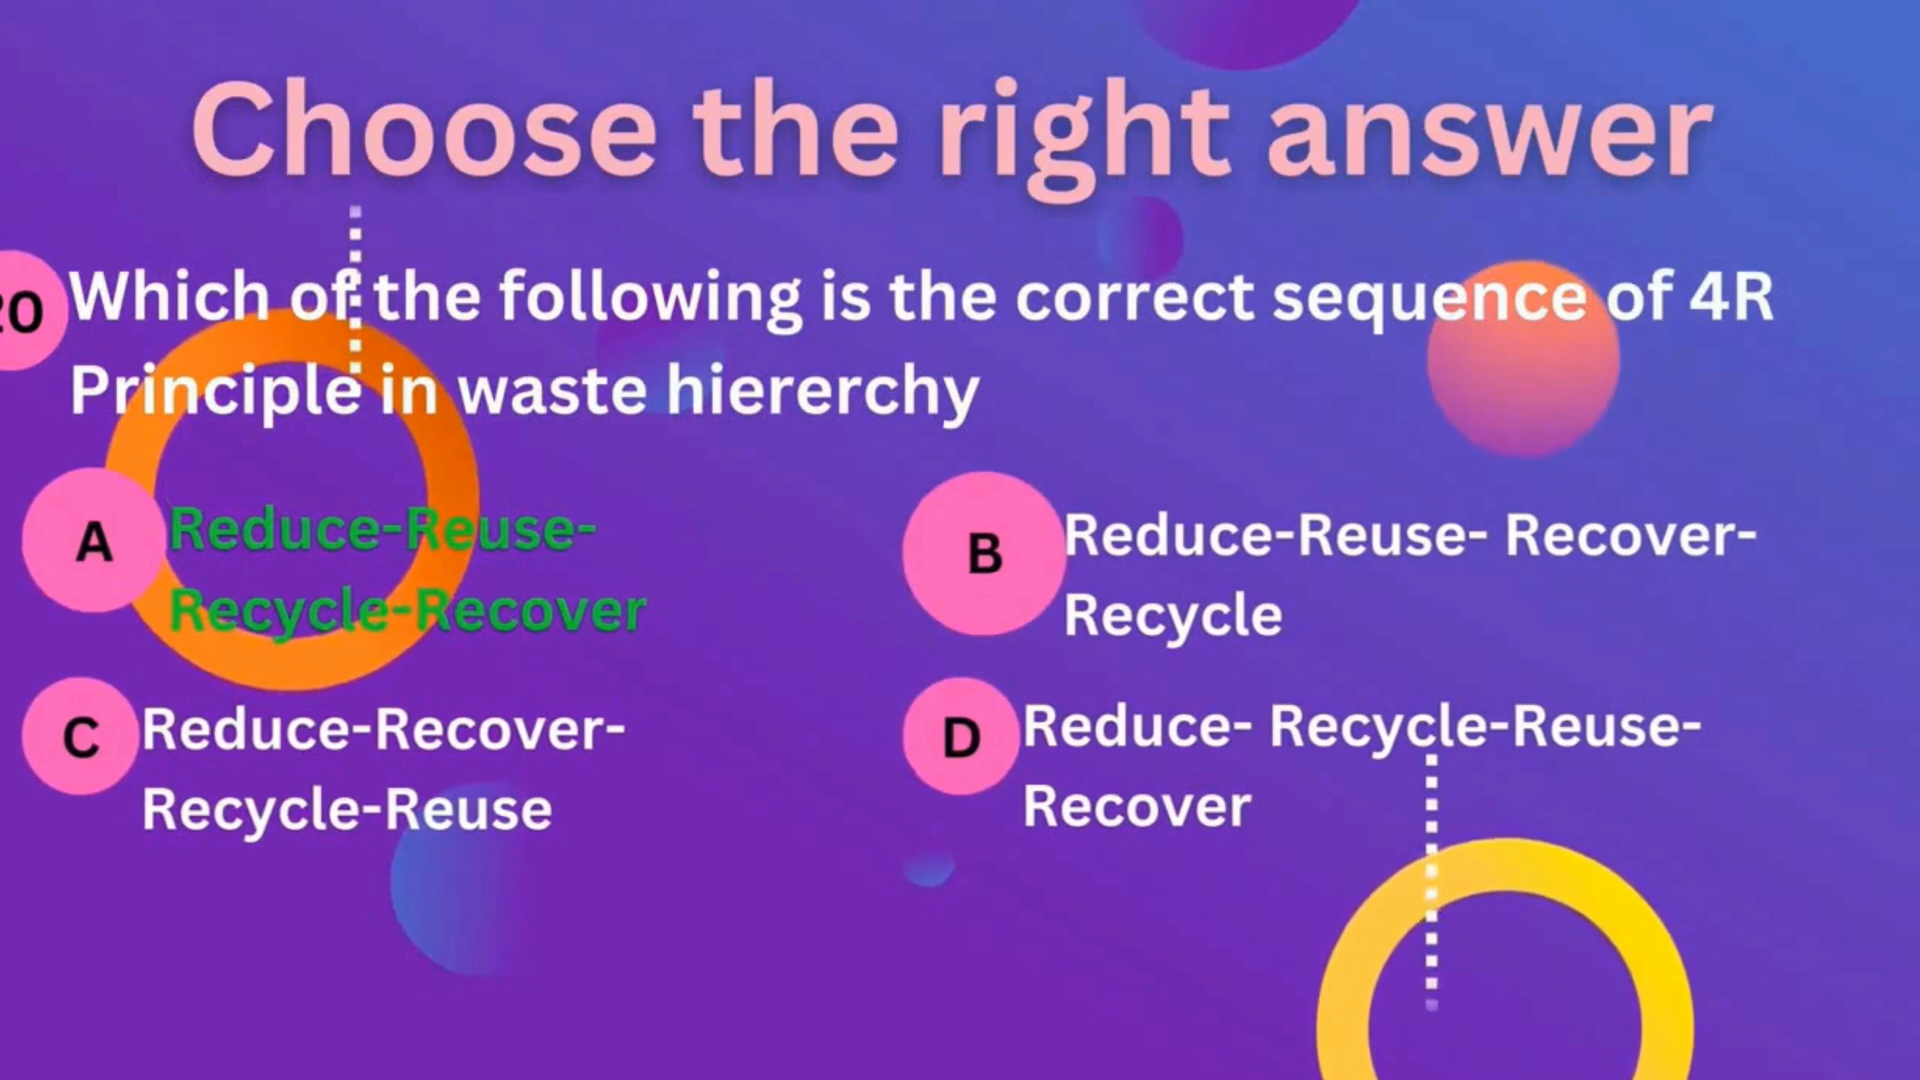 Choose the right answer
20 Which of the following is the correct sequence of 4R
Principle in waste hiererchy
A Reduce-Reuse-
Recycle-Recover
B Reduce-Reuse- Recover-
Recycle
C Reduce-Recover-
Recycle-Reuse
D Reduce- Recycle-Reuse-
Recover